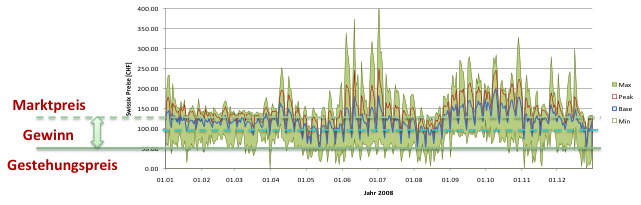 400.00
350.00
300.00
250.00
200.00
150.00
100.00
50.00
0.00
Swissix Preise [CHF]
Marktpreis
Gewinn
Gestehungspreis
Max
Peak
Base
Min
01.01 01.02 01.03 01.04 01.05 01.06 01.07 01.08 01.09 01.10 01.11 01.12
Jahr 2008